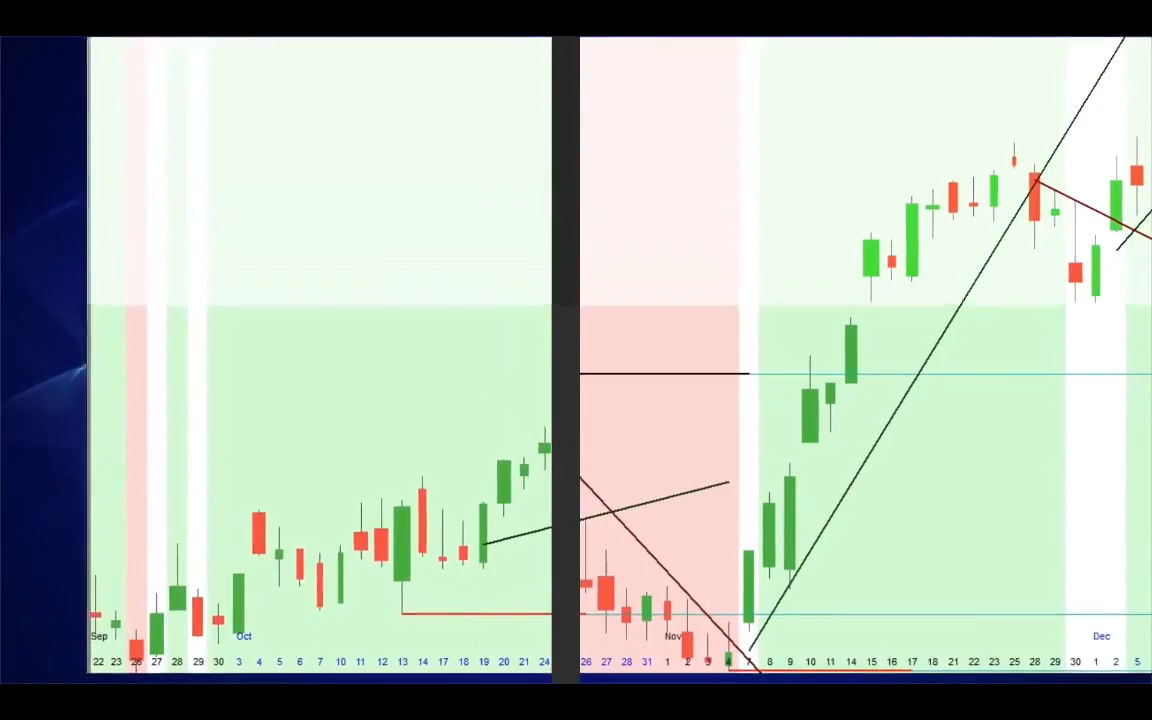 Sep Oct
22 23 26 27 28 29 30 3 4 5 6 7 10 11 12 13 14 17 18 19 20 21 24
Nov Dec
26 27 28 31 1 2 3 4 7 8 9 10 11 14 15 16 17 18 21 22 23 25 28 29 30 1 2 5